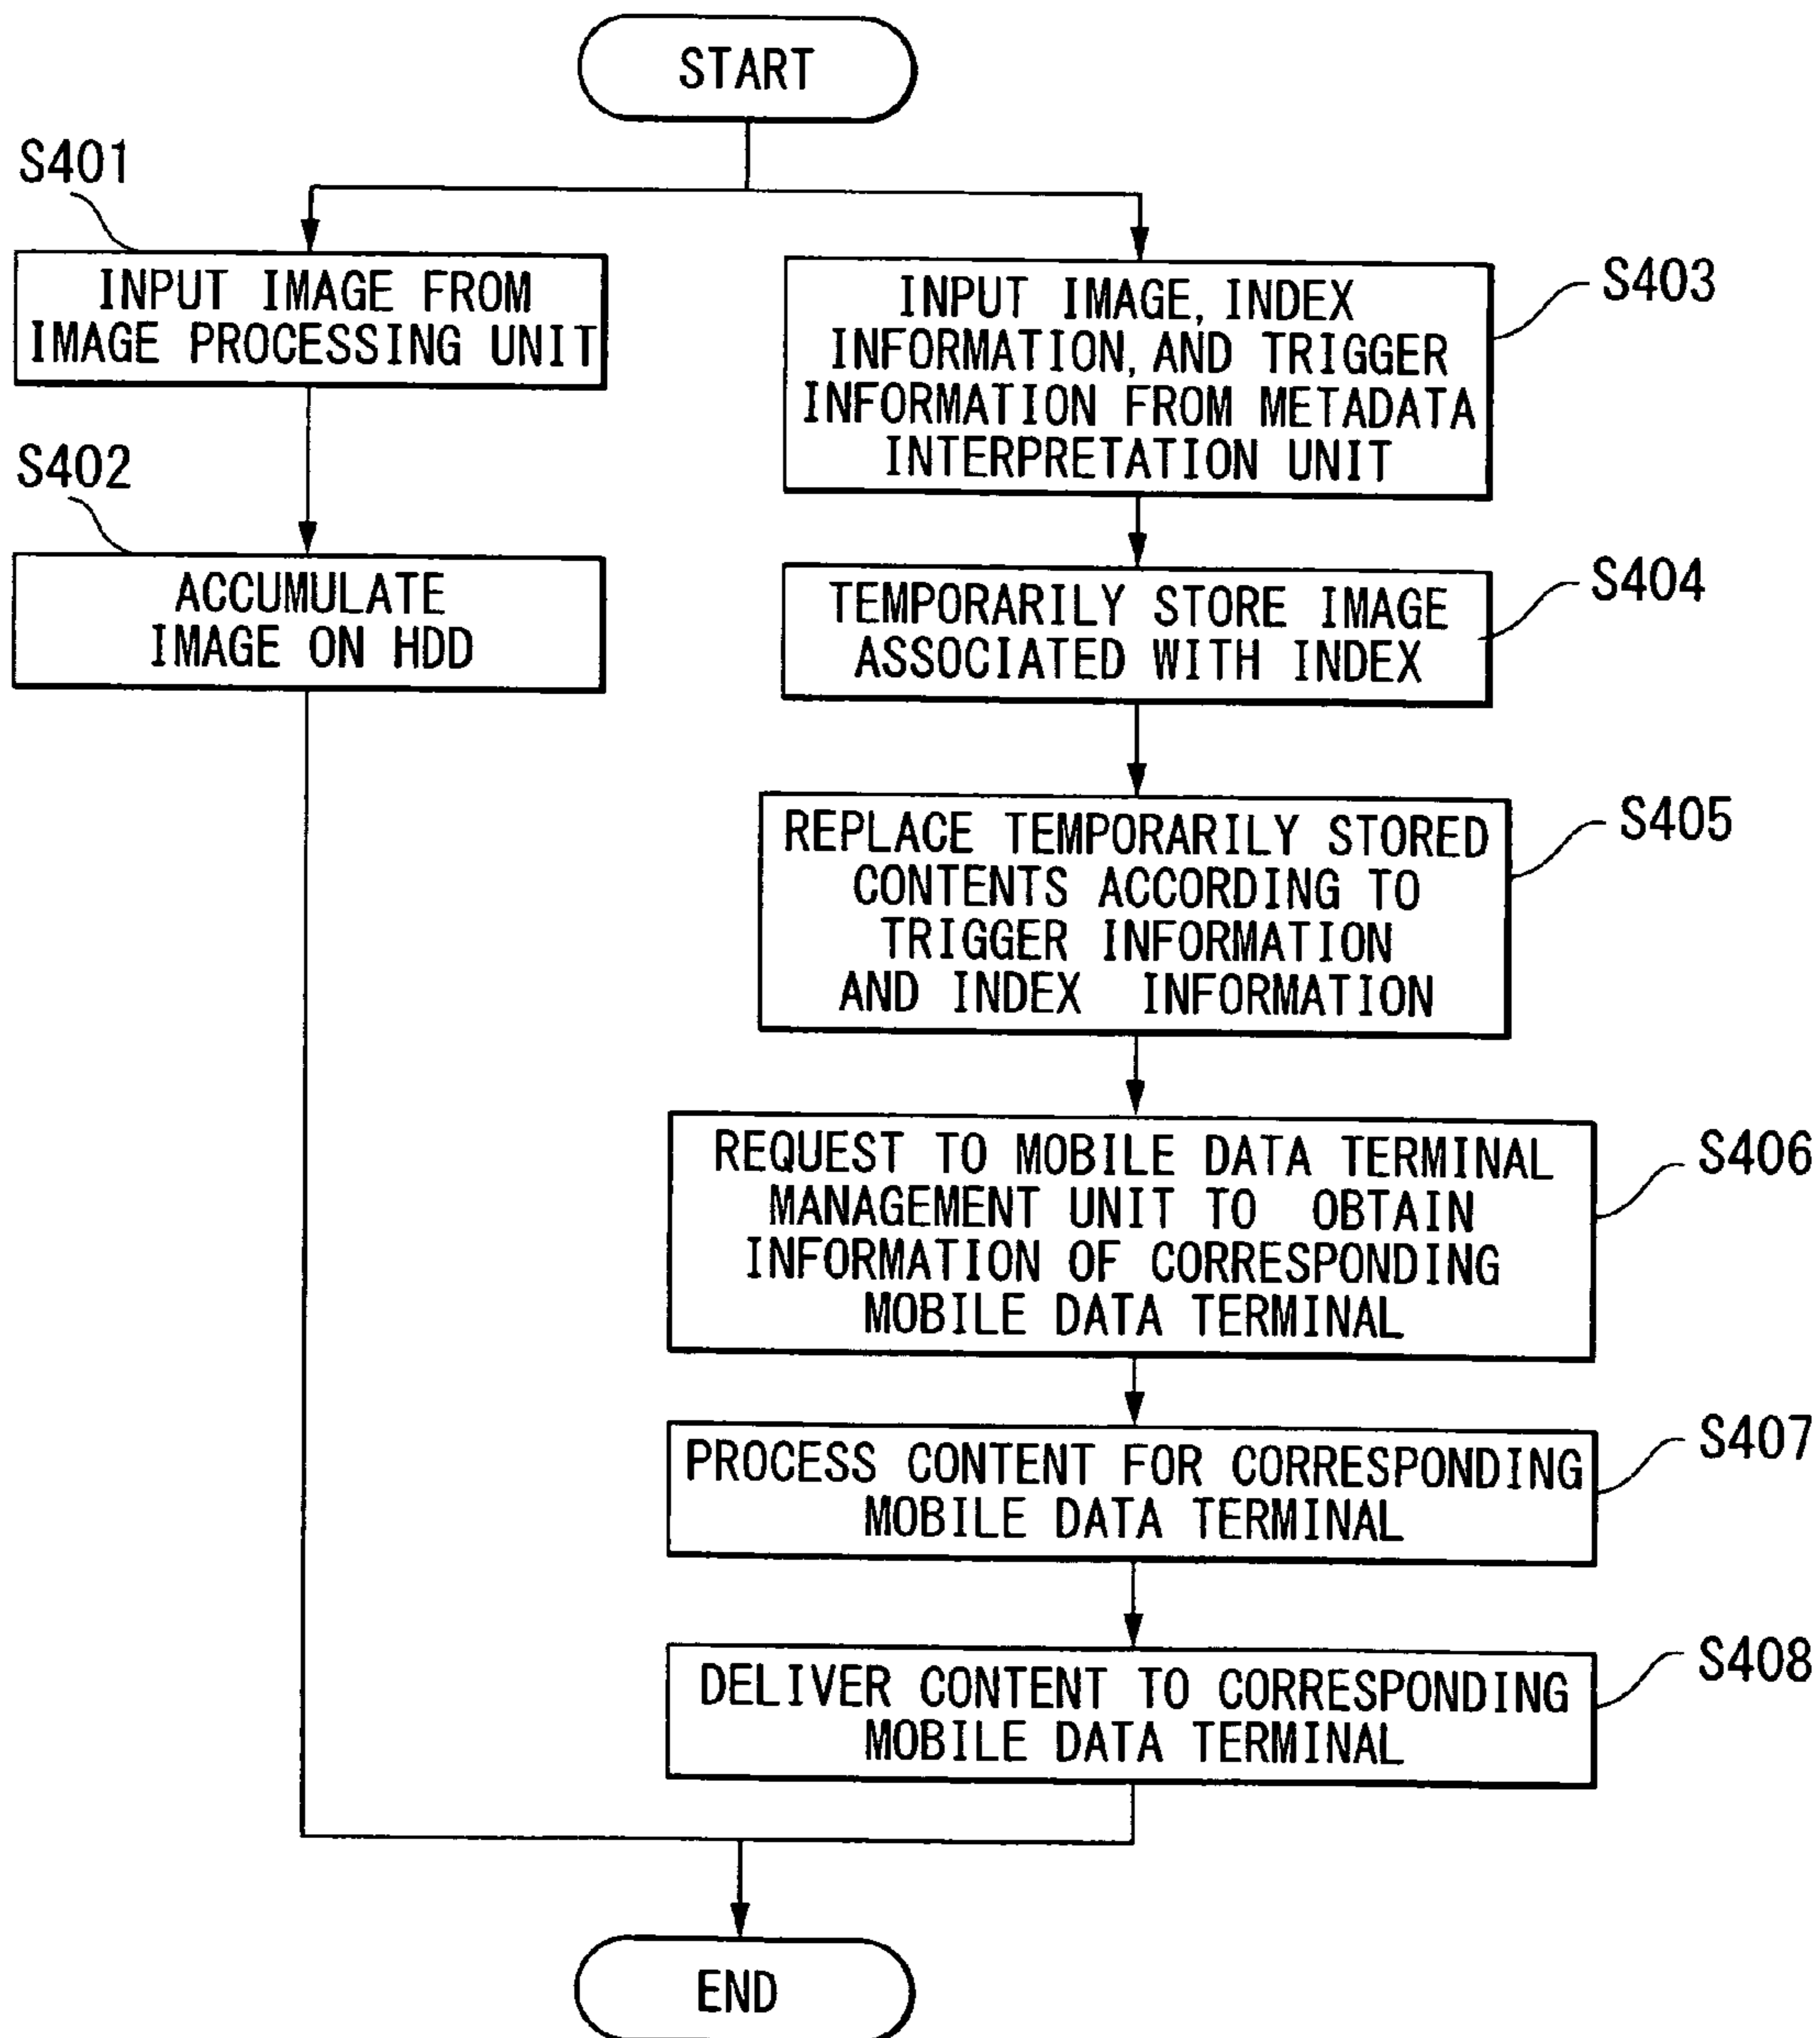 START
S401
INPUT IMAGE FROM
IMAGE PROCESSING UNIT
S402
ACCUMULATE
IMAGE ON HDD
S403
INPUT IMAGE, INDEX
INFORMATION, AND TRIGGER
INFORMATION FROM METADATA
INTERPRETATION UNIT
S404
TEMPORARILY STORE IMAGE
ASSOCIATED WITH INDEX
S405
REPLACE TEMPORARILY STORED
CONTENTS ACCORDING TO
TRIGGER INFORMATION
AND INDEX INFORMATION
S406
REQUEST TO MOBILE DATA TERMINAL
MANAGEMENT UNIT TO OBTAIN
INFORMATION OF CORRESPONDING
MOBILE DATA TERMINAL
S407
PROCESS CONTENT FOR CORRESPONDING
MOBILE DATA TERMINAL
S408
DELIVER CONTENT TO CORRESPONDING
MOBILE DATA TERMINAL
END